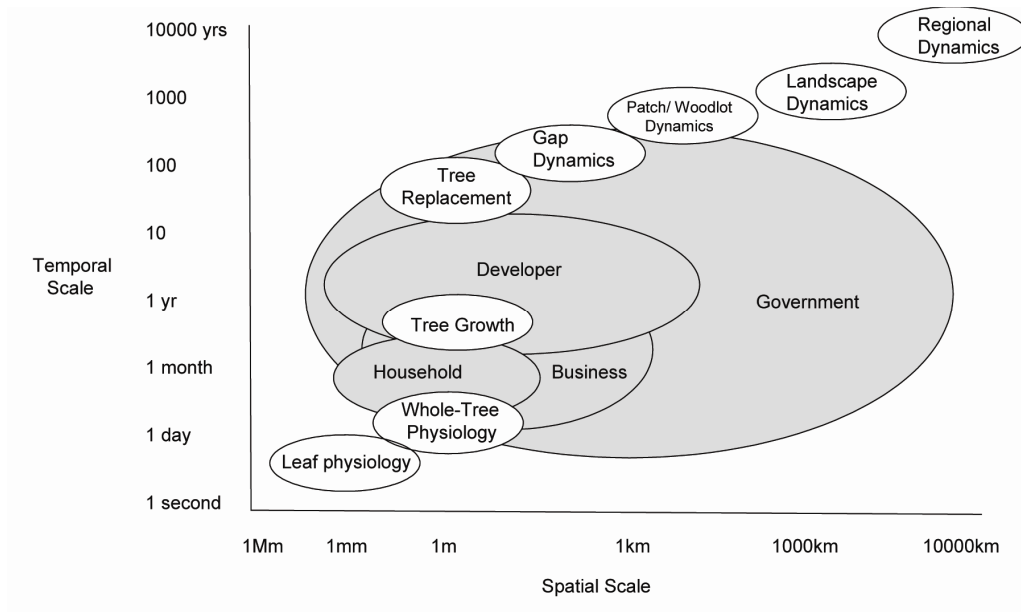 10000 yrs
1000
100
10
1 yr
1 month
1 day
1 second
Temporal
Scale
Regional
Dynamics
Landscape
Dynamics
Patch/ Woodlot
Dynamics
Gap
Dynamics
Tree
Replacement
Developer
Government
Tree Growth
Household
Business
Whole-Tree
Physiology
Leaf physiology
1Mm
1mm
1m
1km
1000km
10000km
Spatial Scale